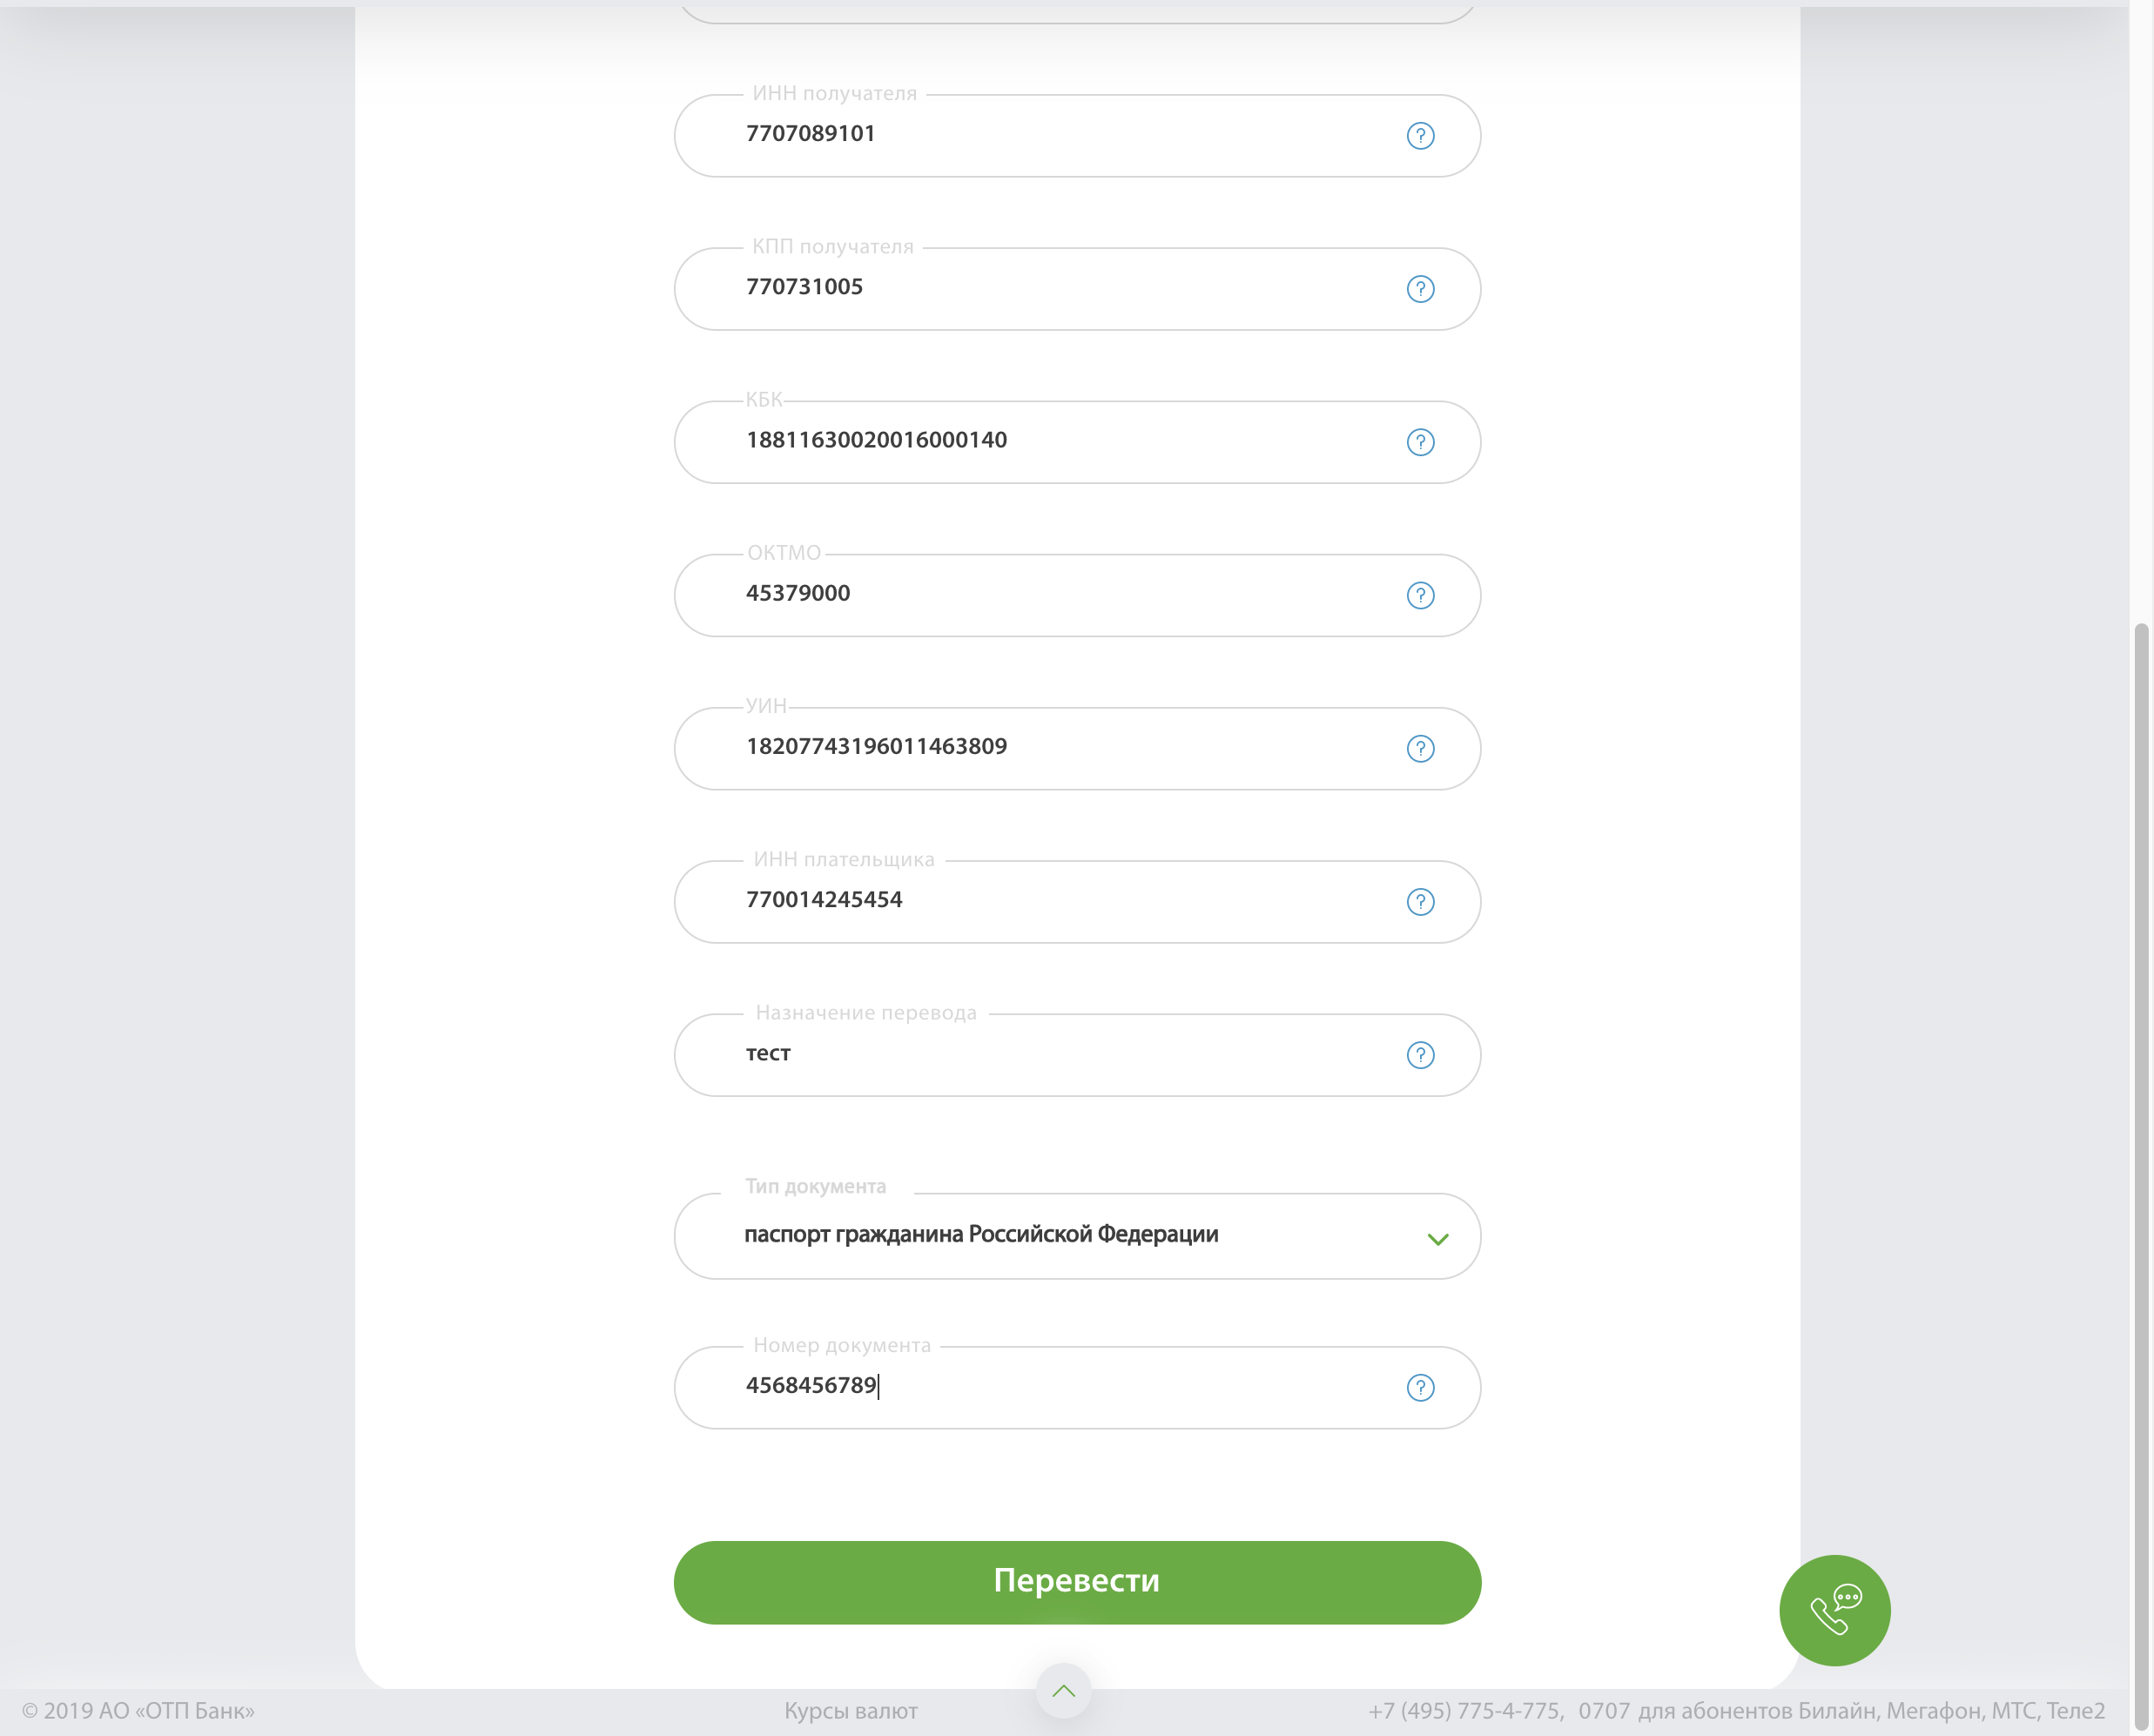 ИНН получателя
7707089101
КПП получателя
770731005
КБК
18811630020016000140
ОКТМО
45379000
УИН
18207743196011463809
ИНН плательщика
770014245454
Назначение перевода
тест
Тип документа
паспорт гражданина Российской Федерации
Номер документа
4568456789
Перевести
© 2019 АО «ОТП Банк» Курсы валют +7 (495) 775-4-775, 0707 для абонентов Билайн, Мегафон, МТС, Теле2